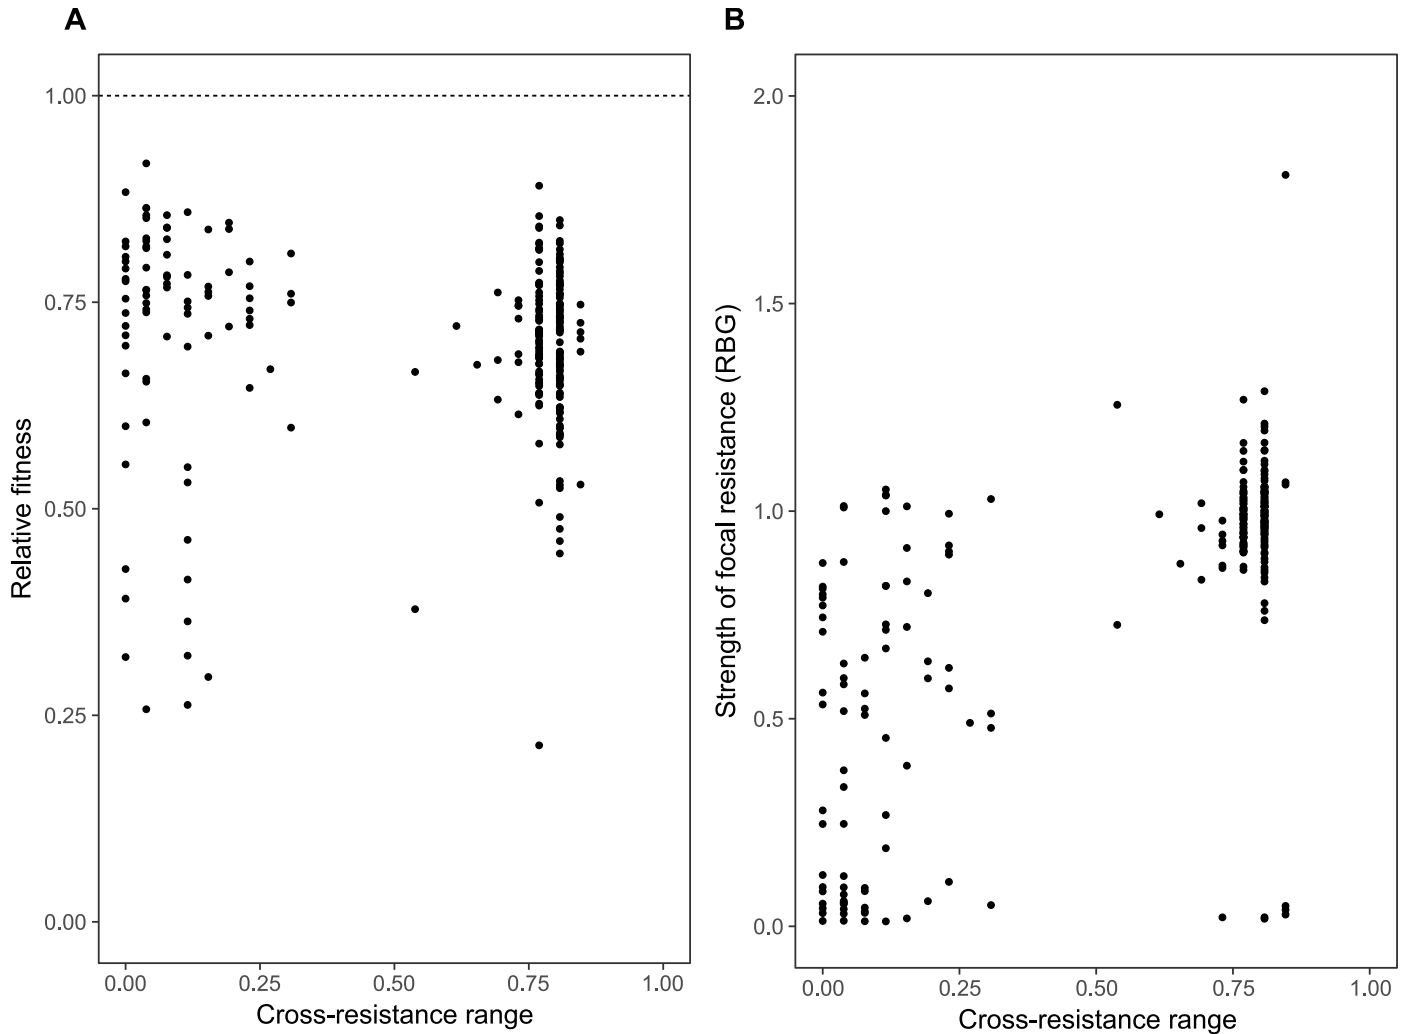 A
1.00
0.75
0.50
0.25
0.00
Relative fitness
0.00 0.25 0.50 0.75 1.00
Cross-resistance range
B
2.0
1.5
1.0
0.5
0.0
Strength of focal resistance (RBG)
0.00 0.25 0.50 0.75 1.00
Cross-resistance range